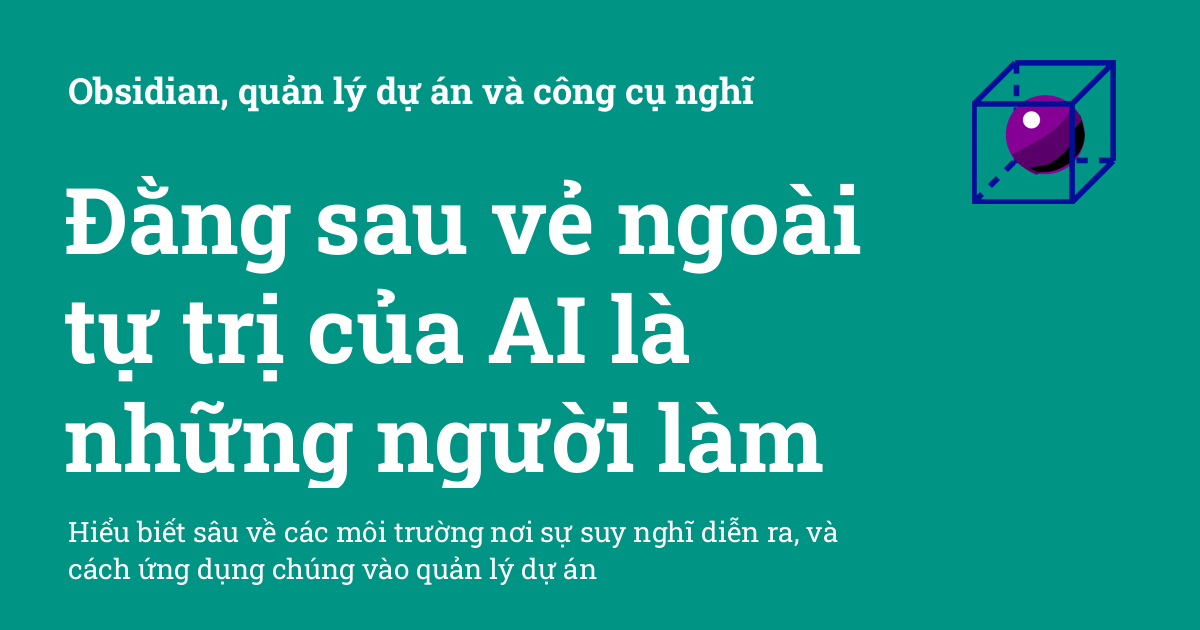 Obsidian, quản lý dự án và công cụ nghĩ
Đằng sau vẻ ngoài
tự trị của AI là
những người làm
Hiểu biết sâu về các môi trường nơi sự suy nghĩ diễn ra, và
cách ứng dụng chúng vào quản lý dự án